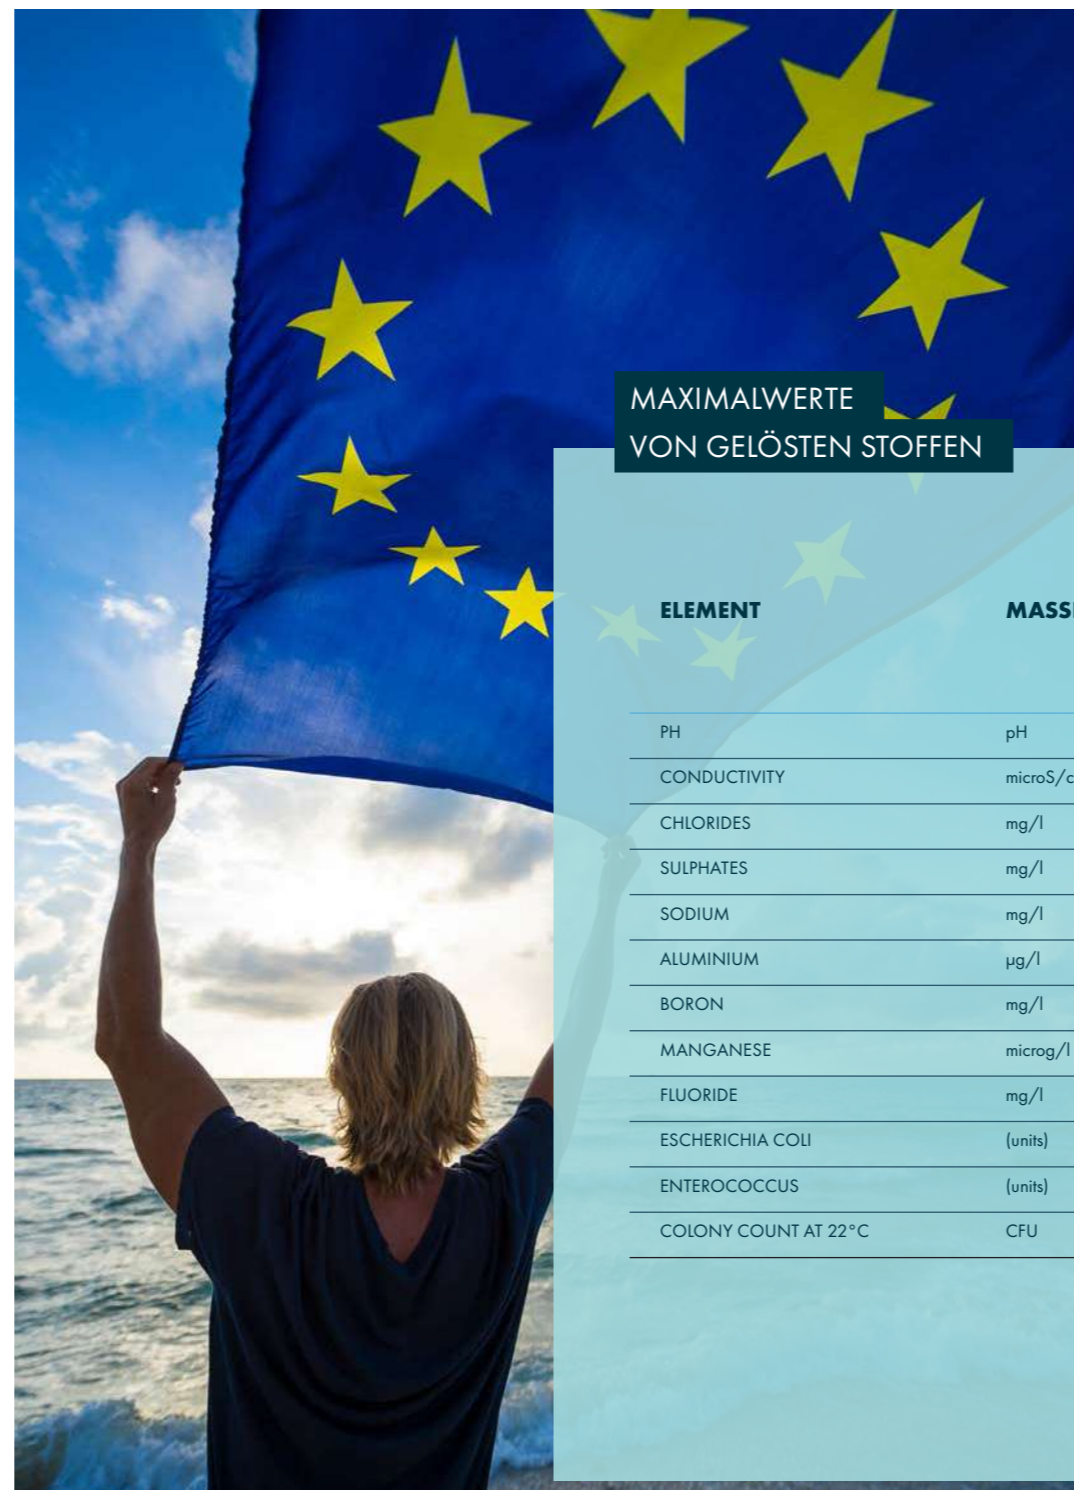 MAXIMALWERTE
VON GELÖSTEN STOFFEN
ELEMENT
PH pH
CONDUCTIVITY
CHLORIDES mg/l
SULPHATES mg/l
SODIUM mg/l
ALUMINIUM µg/l
BORON mg/l
MANGANESE microg/l
FLUORIDE mg/l
ESCHERICHIA COLI (units)
ENTEROCOCCUS (units)
COLONY COUNT AT 22°C CFU